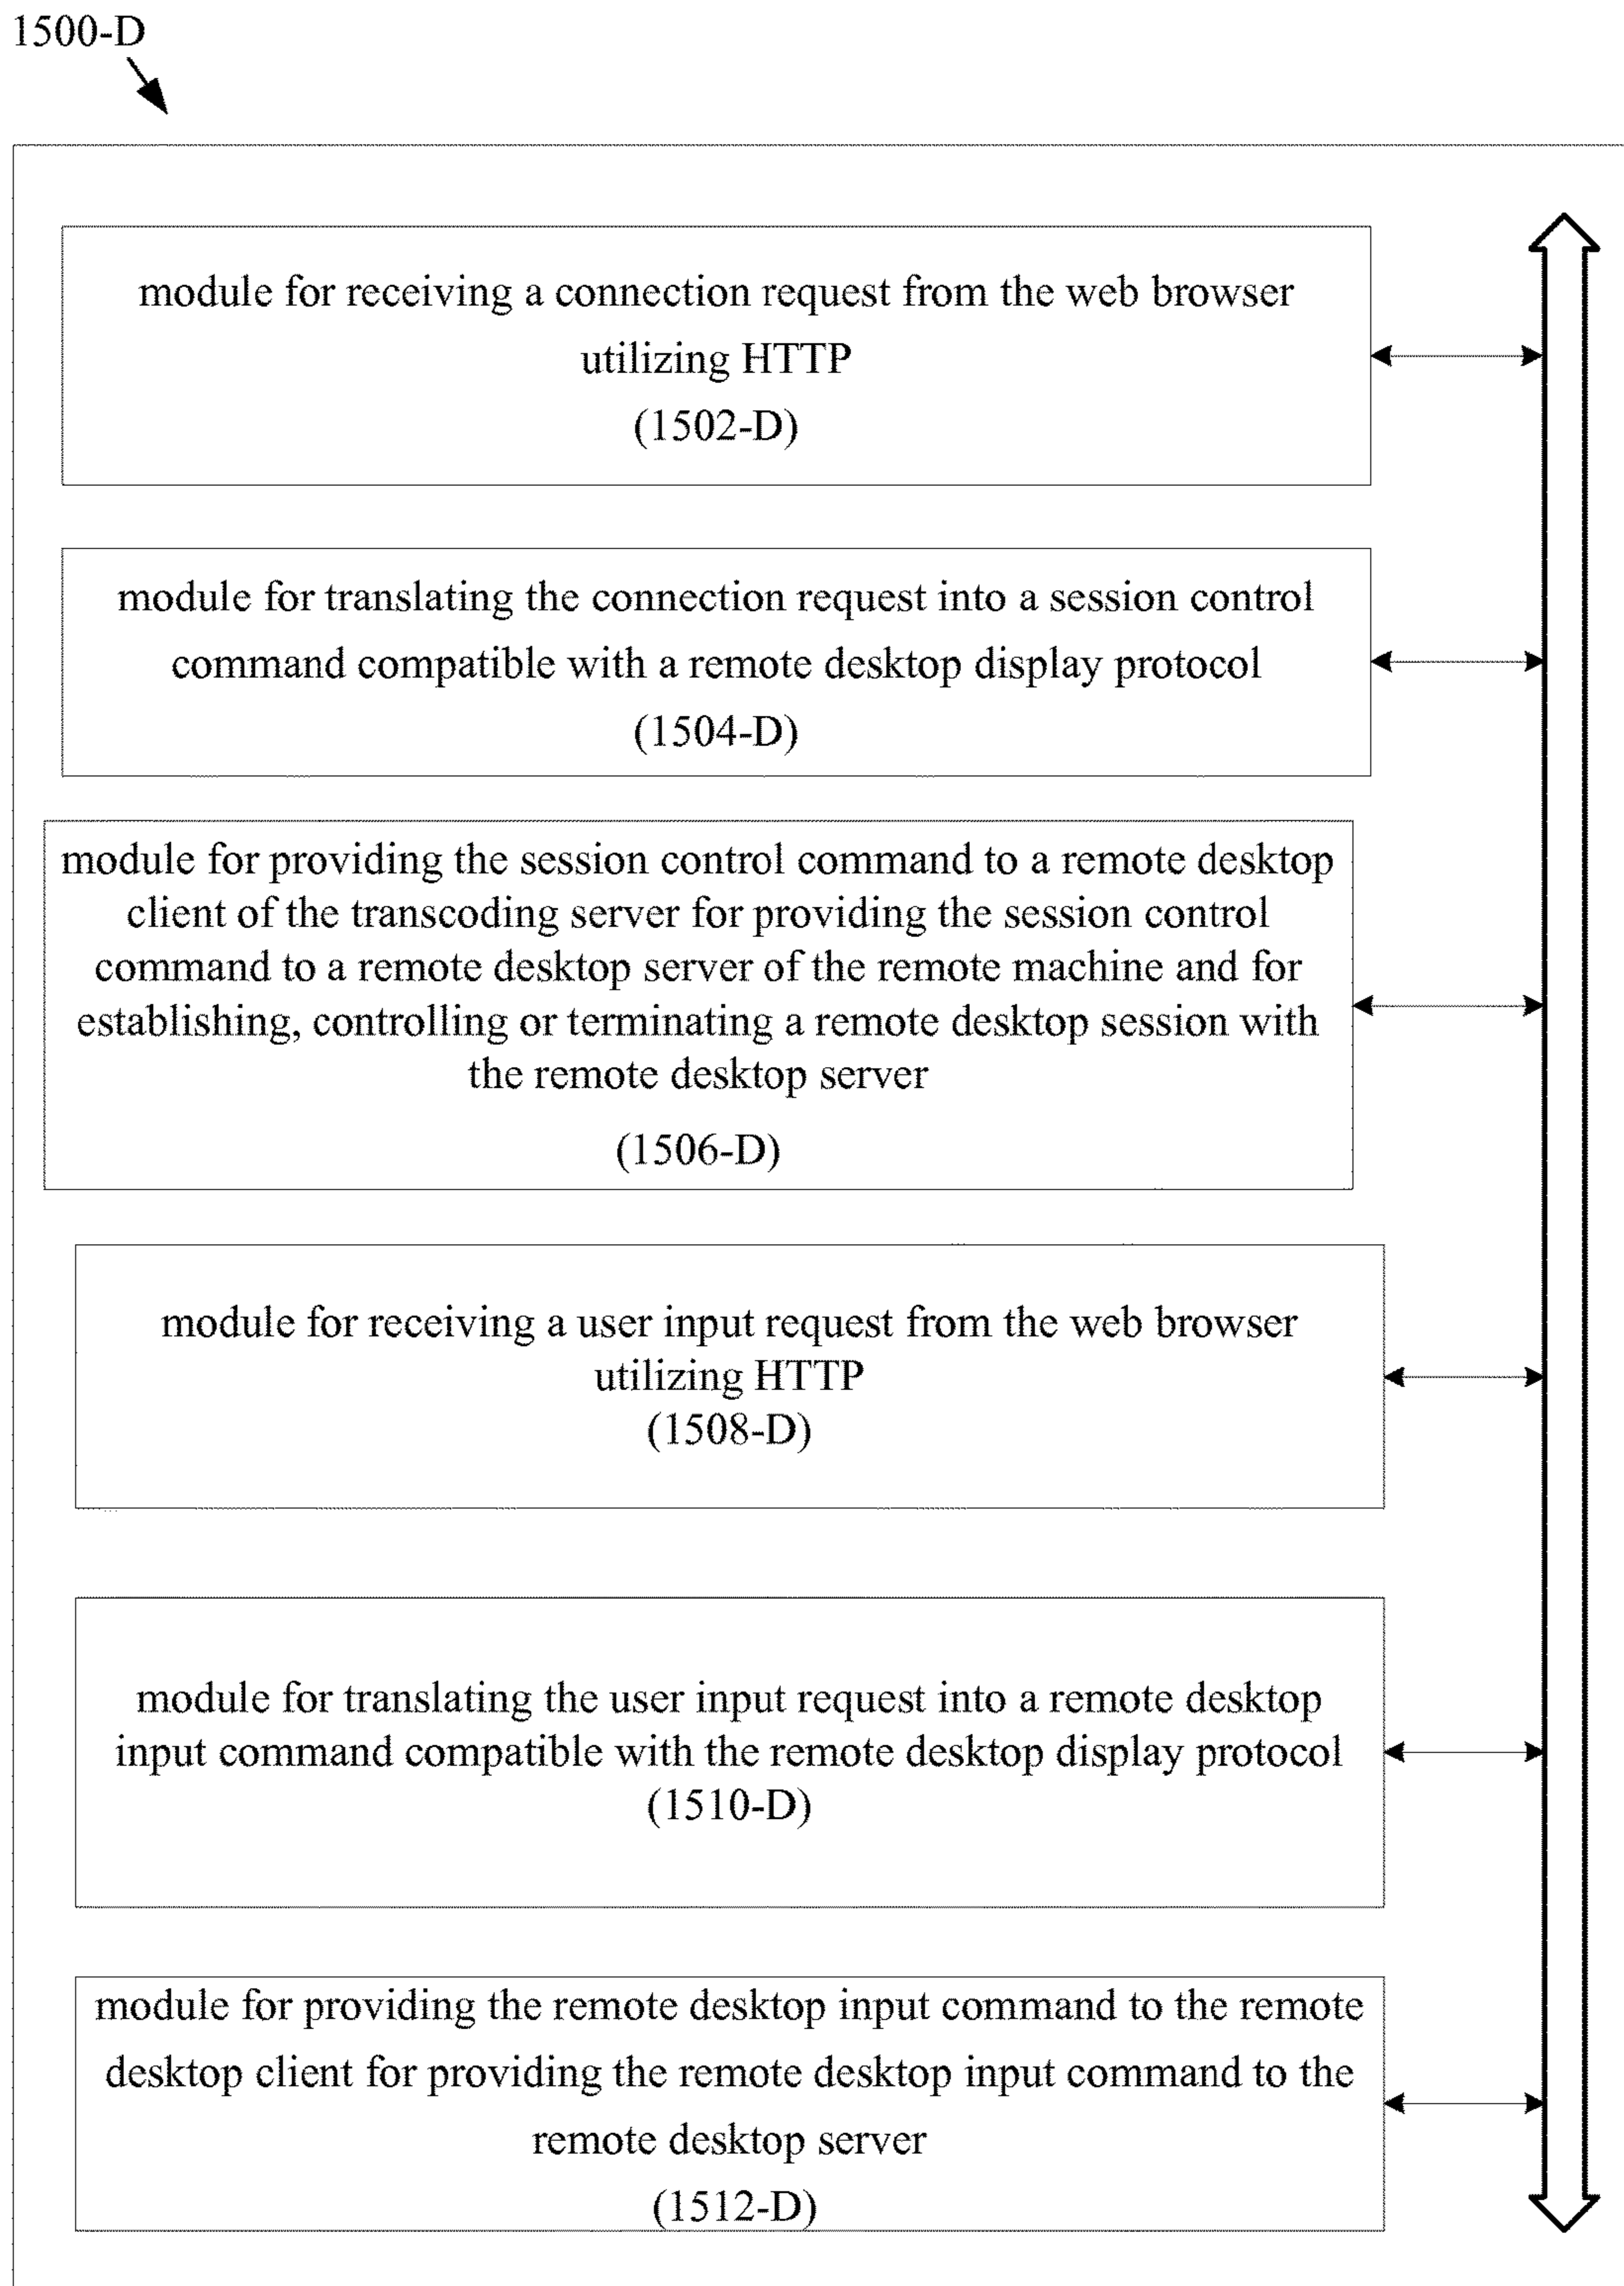 1500-D
module for receiving a connection request from the web browser
utilizing HTTP
(1502-D)
module for translating the connection request into a session control
command compatible with a remote desktop display protocol
(1504-D)
module for providing the session control command to a remote desktop
client of the transcoding server for providing the session control
command to a remote desktop server of the remote machine and for
establishing, controlling or terminating a remote desktop session with
the remote desktop server
(1506-D)
module for receiving a user input request from the web browser
utilizing HTTP
(1508-D)
module for translating the user input request into a remote desktop
input command compatible with the remote desktop display protocol
(1510-D)
module for providing the remote desktop input command to the remote
desktop client for providing the remote desktop input command to the
remote desktop server
(1512-D)